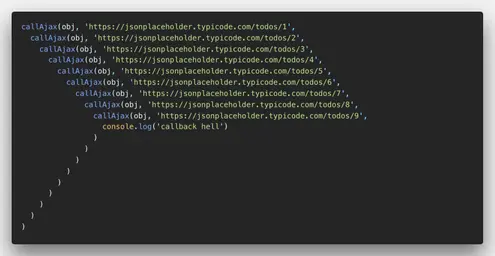 callAjax(obj, 'https://jsonplaceholder.typicode.com/todos/1',
callAjax(obj, 'https://jsonplaceholder.typicode.com/todos/2',
callAjax(obj, 'https://jsonplaceholder.typicode.com/todos/3',
callAjax(obj, 'https://jsonplaceholder.typicode.com/todos/4',
callAjax(obj, 'https://jsonplaceholder.typicode.com/todos/5',
callAjax(obj, 'https://jsonplaceholder.typicode.com/todos/6',
callAjax(obj, 'https://jsonplaceholder.typicode.com/todos/7',
callAjax(obj, 'https://jsonplaceholder.typicode.com/todos/8',
callAjax(obj, 'https://jsonplaceholder.typicode.com/todos/9',
console.log('callback hell')
)
)
)
)
)
)
)
)
)